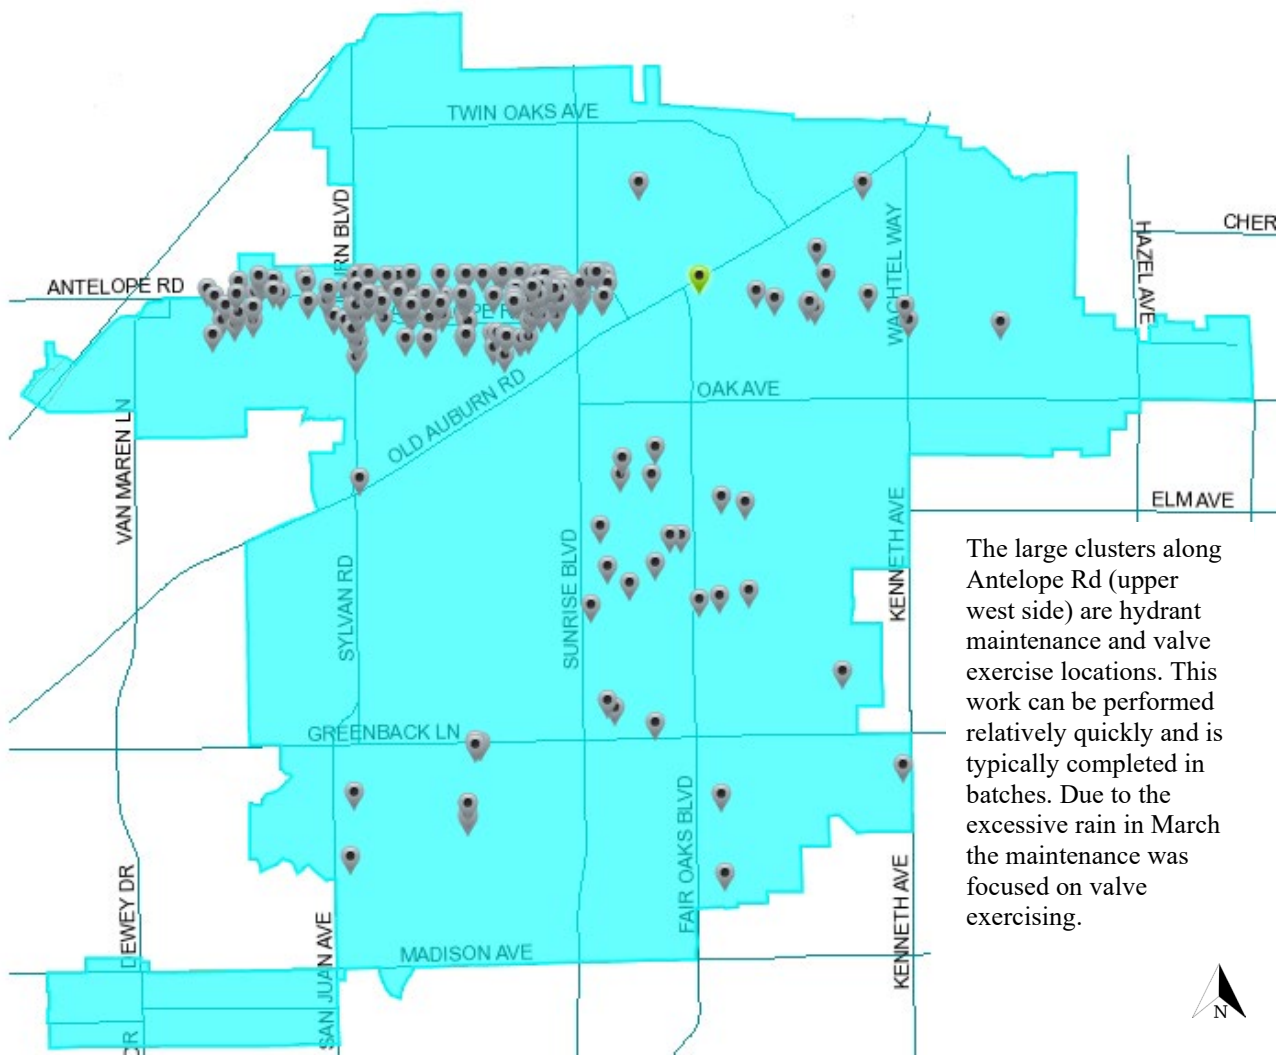 TWIN OAKS AVE
URN BLVD
WACHTEL WAY
HAZEL AVE
CHER
ANTELOPE RD
OAK AVE
OLD AUBURN RD
VAN MAREN LN
ELM AVE
KENNETH AVE
SYLVAN RD
SUNRISE BLVD
The large clusters along
Antelope Rd (upper
west side) are hydrant
maintenance and valve
exercise locations. This
work can be performed
relatively quickly and is
typically completed in
batches. Due to the
excessive rain in March
the maintenance was
focused on valve
exercising.
GREENBACK LN
FAIR OAKS BLVD
DEWEY DR
SAN JUAN AVE
MADISON AVE
KENNETH AVE
N
DR